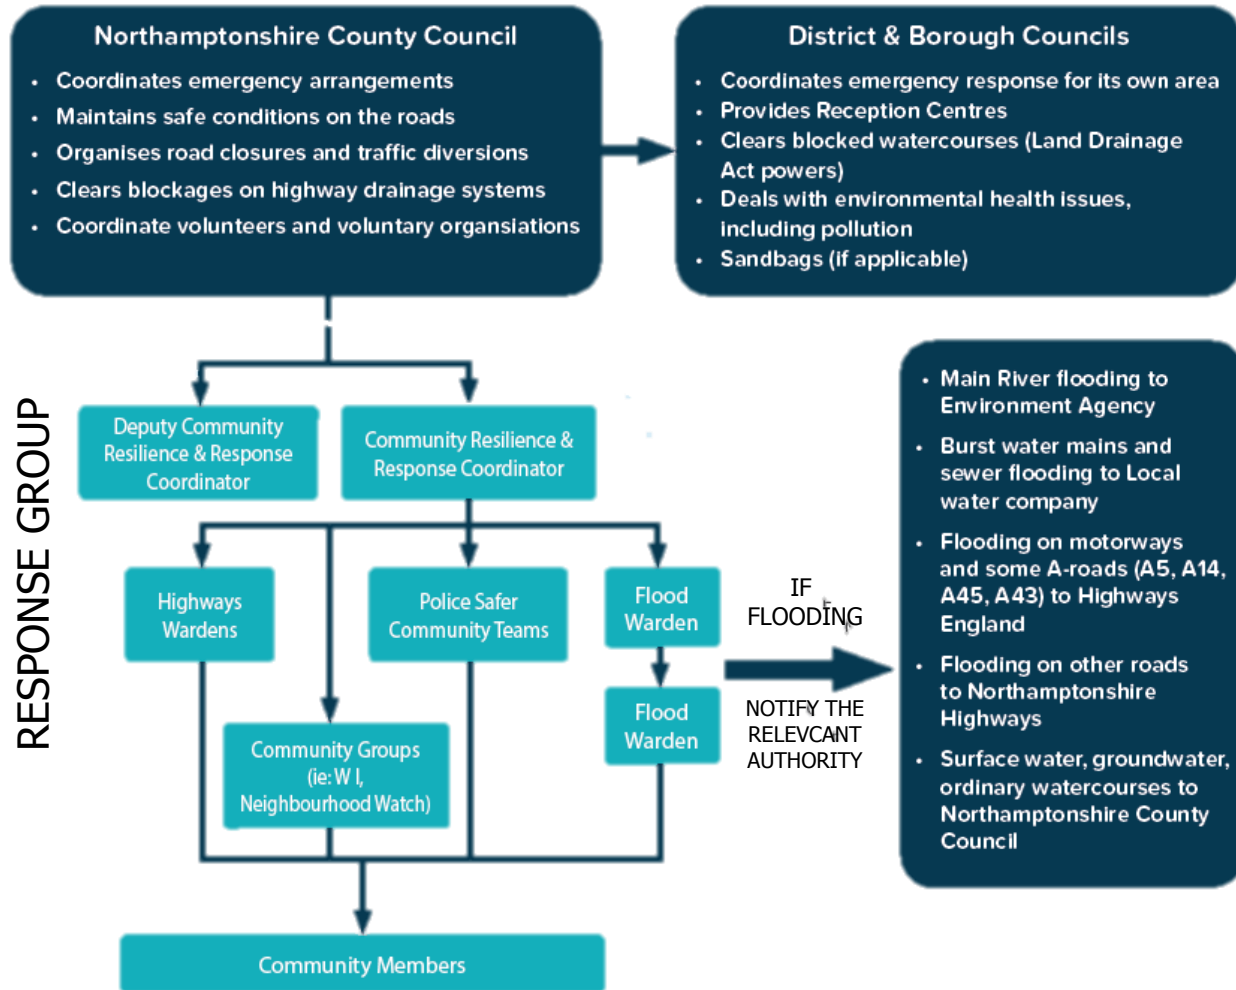 Northamptonshire County Council
• Coordinates emergency arrangements
• Maintains safe conditions on the roads
• Organises road closures and traffic diversions
• Clears blockages on highway drainage systems
• Coordinate volunteers and voluntary organsiations
District & Borough Councils
• Coordinates emergency response for its own area
• Provides Reception Centres
• Clears blocked watercourses (Land Drainage
Act powers)
• Deals with environmental health issues,
including pollution
• Sandbags (if applicable)
RESPONSE GROUP
Deputy Community
Resilience & Response
Coordinator
Community Resilience &
Response Coordinator
Highways
Wardens
Police Safer
Community Teams
Flood
Warden
Community Groups
(ie: W I,
Neighbourhood Watch)
Flood
Warden
Community Members
IF
FLOODING
NOTIFY THE
RELEVCANT
AUTHORITY
• Main River flooding to
Environment Agency
• Burst water mains and
sewer flooding to Local
water company
• Flooding on motorways
and some A-roads (A5, A14,
A45, A43) to Highways
England
• Flooding on other roads
to Northamptonshire
Highways
• Surface water, groundwater,
ordinary watercourses to
Northamptonshire County
Council